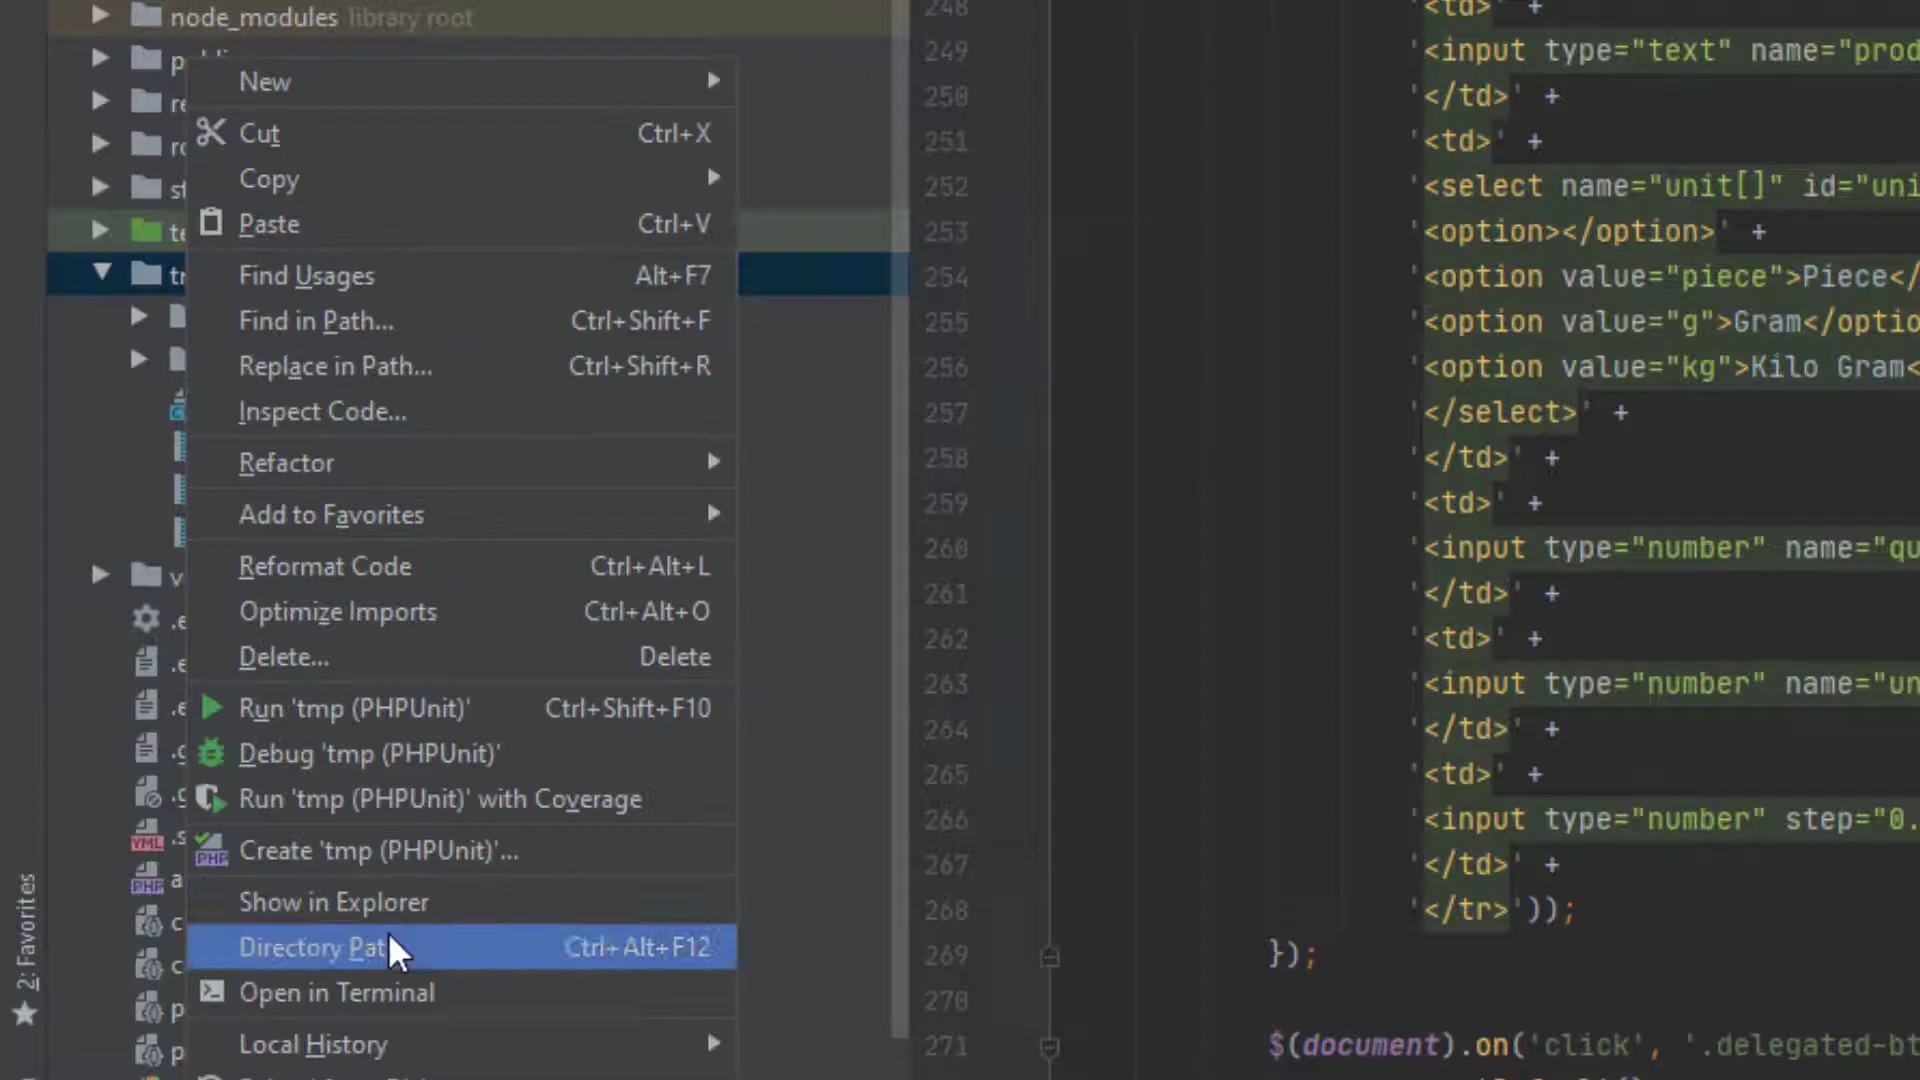 node_modules library root
New
Cut Ctrl+X
Copy
Paste Ctrl+V
Find Usages Alt+F7
Find in Path... Ctrl+Shift+F
Replace in Path... Ctrl+Shift+R
Inspect Code...
Refactor
Add to Favorites
Reformat Code Ctrl+Alt+L
Optimize Imports Ctrl+Alt+O
Delete... Delete
Run 'tmp (PHPUnit)' Ctrl+Shift+F10
Debug 'tmp (PHPUnit)'
Run 'tmp (PHPUnit)' with Coverage
Create 'tmp (PHPUnit)'...
Show in Explorer
Directory Pat Ctrl+Alt+F12
Open in Terminal
Local History
2: Favorites
YML
PHP
PHP
248 '<td>' +
249 '<input type="text" name="prod
250 '</td>' +
251 '<td>' +
252 '<select name="unit[]" id="uni
253 '<option></option>' +
254 '<option value="piece">Piece</
255 '<option value="g">Gram</optio
256 '<option value="kg">Kilo Gram<
257 '</select>' +
258 '</td>' +
259 '<td>' +
260 '<input type="number" name="qu
261 '</td>' +
262 '<td>' +
263 '<input type="number" name="un
264 '</td>' +
265 '<td>' +
266 '<input type="number" step="0.
267 '</td>' +
268 '</tr>'));
269 });
270
271 $(document).on('click', '.delegated-bt